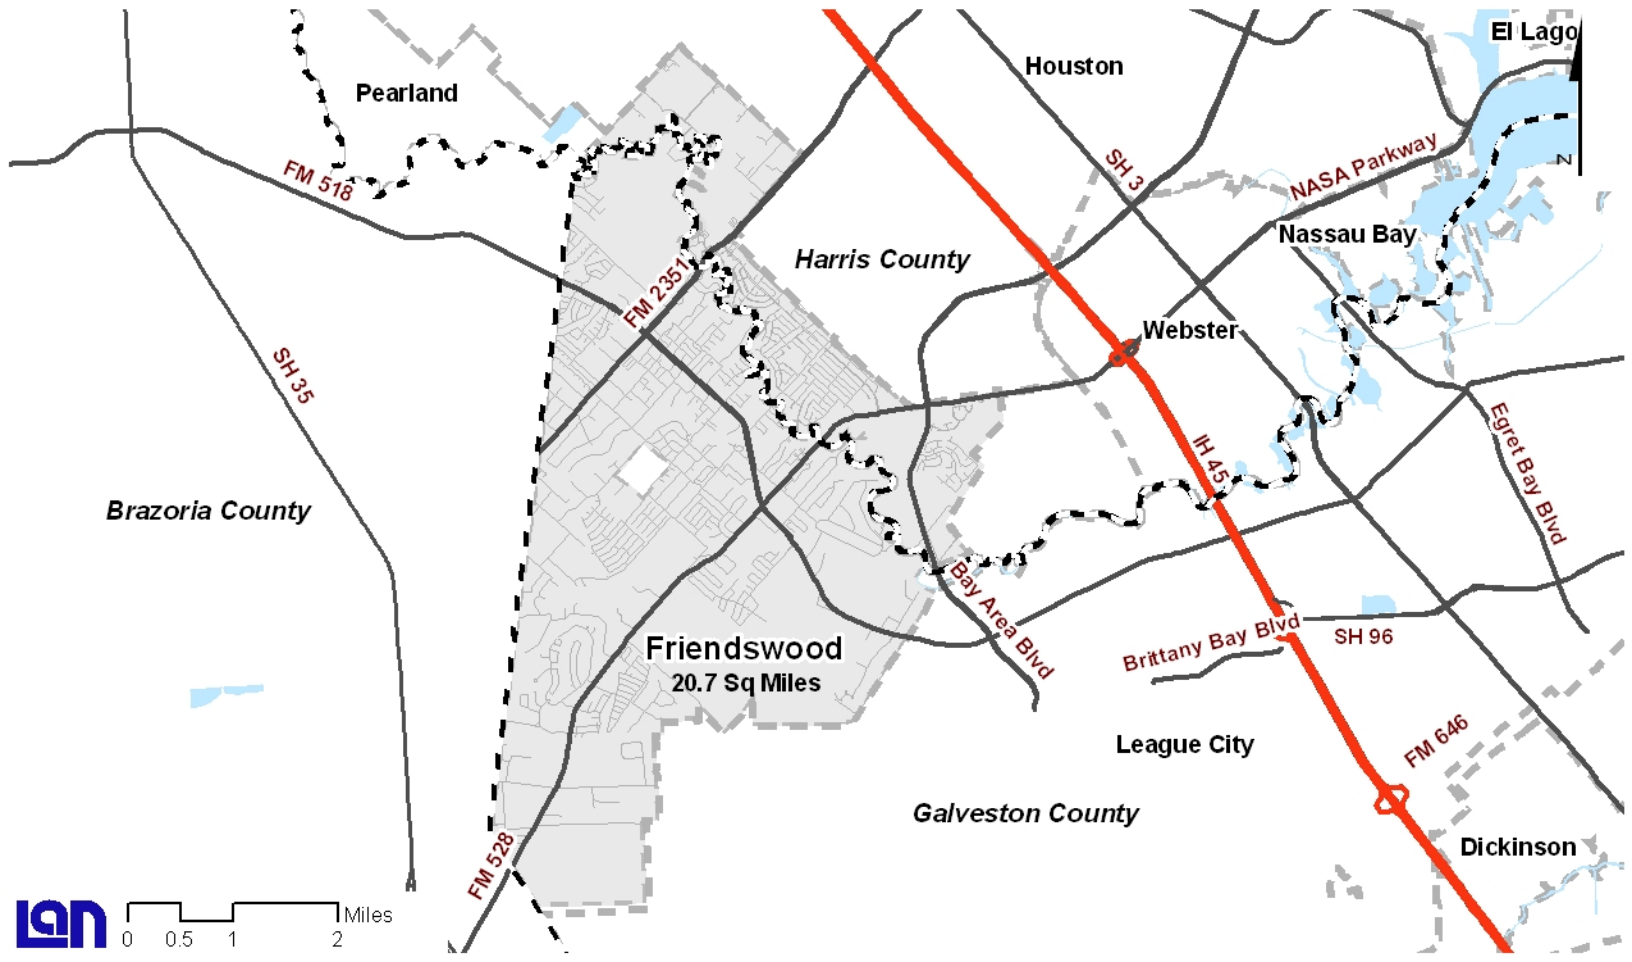 El Lago
Houston
Pearland
SH 3
NASA Parkway
N
FM 518
Nassau Bay
Harris County
FM 2351
Webster
SH 35
IH 45
Egret Bay Blvd
Brazoria County
Bay Area Blvd
Brittany Bay Blvd
SH 96
Friendswood
20.7 Sq Miles
League City
FM 646
Galveston County
Dickinson
FM 528
Lan
Miles
0 0.5 1 2